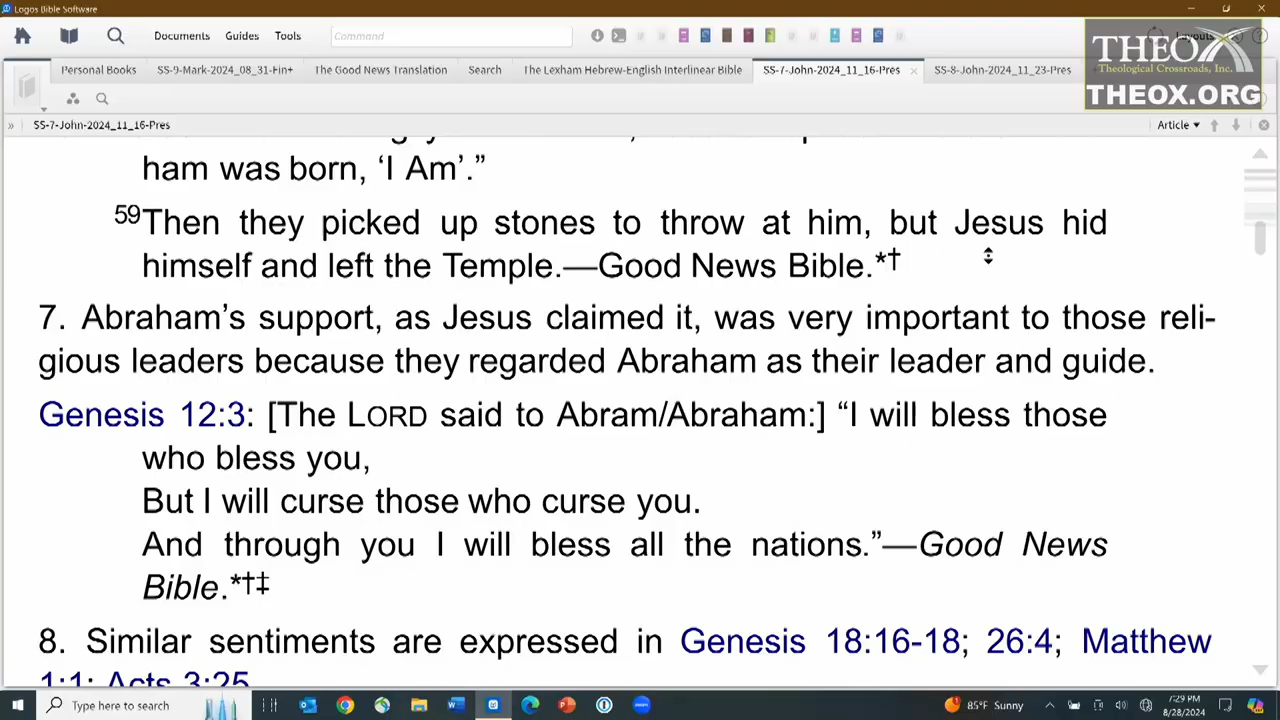 Logos Bible Software
Documents Guides Tools Command
THEOX
Theological Crossroads, Inc.
THEOX.ORG
Personal Books SS-9-Mark-2024_08_31-Fin+ The Good News The Lexham Hebrew-English Interlinear Bible SS-7-John-2024_11_16-Pres SS-8-John-2024_11_23-Pres
SS-7-John-2024_11_16-Pres Article
ham was born, ‘I Am’.”
59Then they picked up stones to throw at him, but Jesus hid
himself and left the Temple.—Good News Bible.*†
7. Abraham’s support, as Jesus claimed it, was very important to those reli-
gious leaders because they regarded Abraham as their leader and guide.
Genesis 12:3: [The LORD said to Abram/Abraham:] “I will bless those
who bless you,
But I will curse those who curse you.
And through you I will bless all the nations.”—Good News
Bible.*†‡
8. Similar sentiments are expressed in Genesis 18:16-18; 26:4; Matthew
1:1; Acts 3:25
Type here to search 85°F Sunny 7:29 PM
8/28/2024